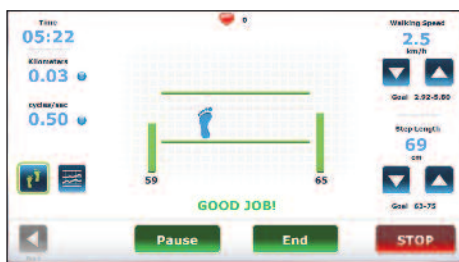 Time
05:22
Kilometers
0.03
cycles/sec
0.50
0
Walking Speed
2.5
km/h
Goal 2.92-5.80
Step Length
69
cm
Goal 63-75
59
65
GOOD JOB!
Pause
End
STOP